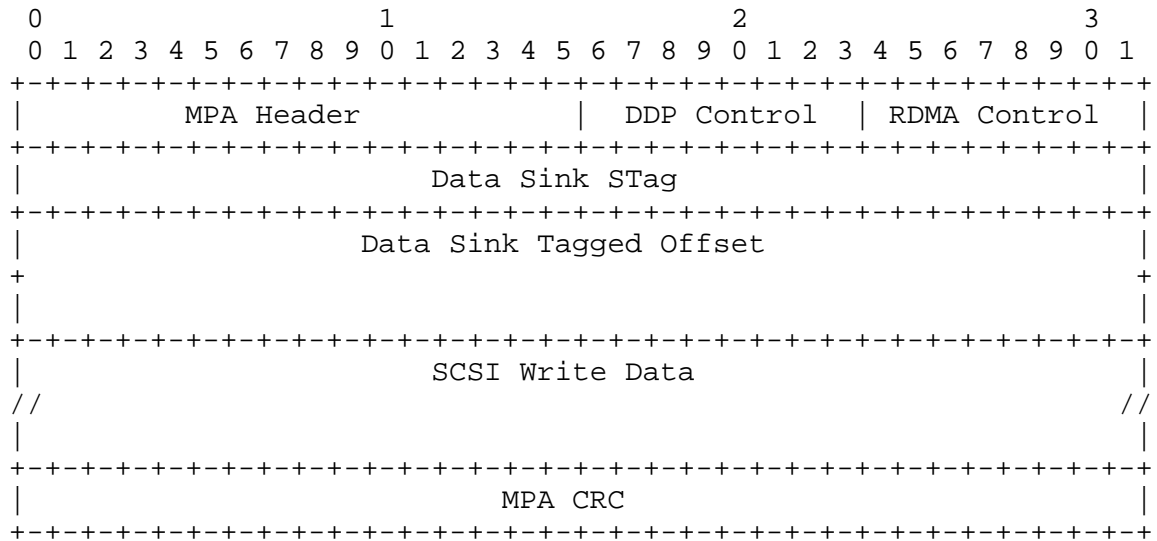 0                   1                   2                   3
 0 1 2 3 4 5 6 7 8 9 0 1 2 3 4 5 6 7 8 9 0 1 2 3 4 5 6 7 8 9 0 1
+-+-+-+-+-+-+-+-+-+-+-+-+-+-+-+-+-+-+-+-+-+-+-+-+-+-+-+-+-+-+-+-+
|         MPA Header            |  DDP Control  | RDMA Control  |
+-+-+-+-+-+-+-+-+-+-+-+-+-+-+-+-+-+-+-+-+-+-+-+-+-+-+-+-+-+-+-+-+
|                       Data Sink STag                          |
+-+-+-+-+-+-+-+-+-+-+-+-+-+-+-+-+-+-+-+-+-+-+-+-+-+-+-+-+-+-+-+-+
|                   Data Sink Tagged Offset                     |
+                                                               +
|                                                               |
+-+-+-+-+-+-+-+-+-+-+-+-+-+-+-+-+-+-+-+-+-+-+-+-+-+-+-+-+-+-+-+-+
|                       SCSI Write Data                         |
//                                                             //
|                                                               |
+-+-+-+-+-+-+-+-+-+-+-+-+-+-+-+-+-+-+-+-+-+-+-+-+-+-+-+-+-+-+-+-+
|                           MPA CRC                             |
+-+-+-+-+-+-+-+-+-+-+-+-+-+-+-+-+-+-+-+-+-+-+-+-+-+-+-+-+-+-+-+-+